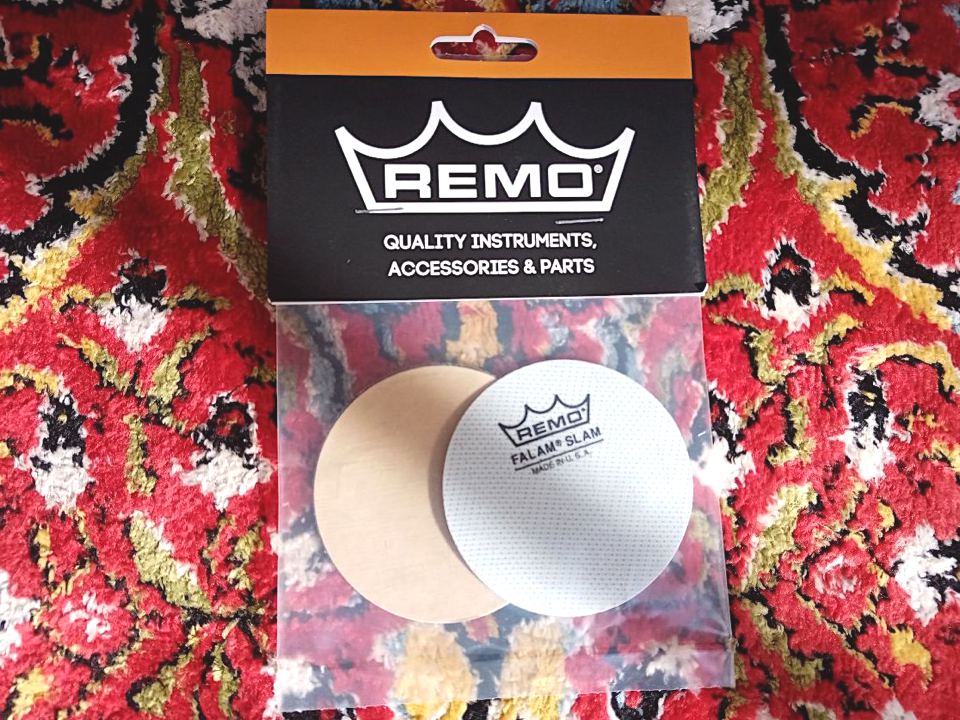 REMO®
QUALITY INSTRUMENTS,
ACCESSORIES & PARTS
REMO
FALAM® SLAM
MADE IN U.S.A.